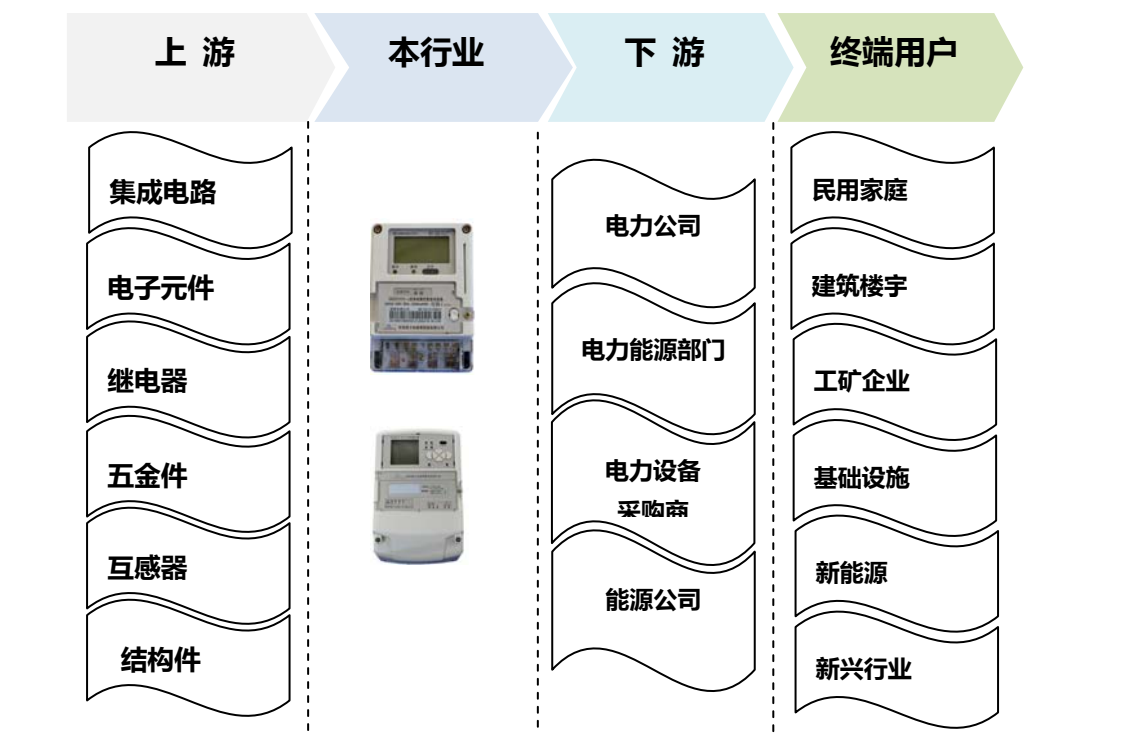 上 游
本行业
下 游
终端用户
集成电路
电子元件
继电器
五金件
互感器
结构件
电力公司
电力能源部门
电力设备
采购商
能源公司
民用家庭
建筑楼宇
工矿企业
基础设施
新能源
新兴行业